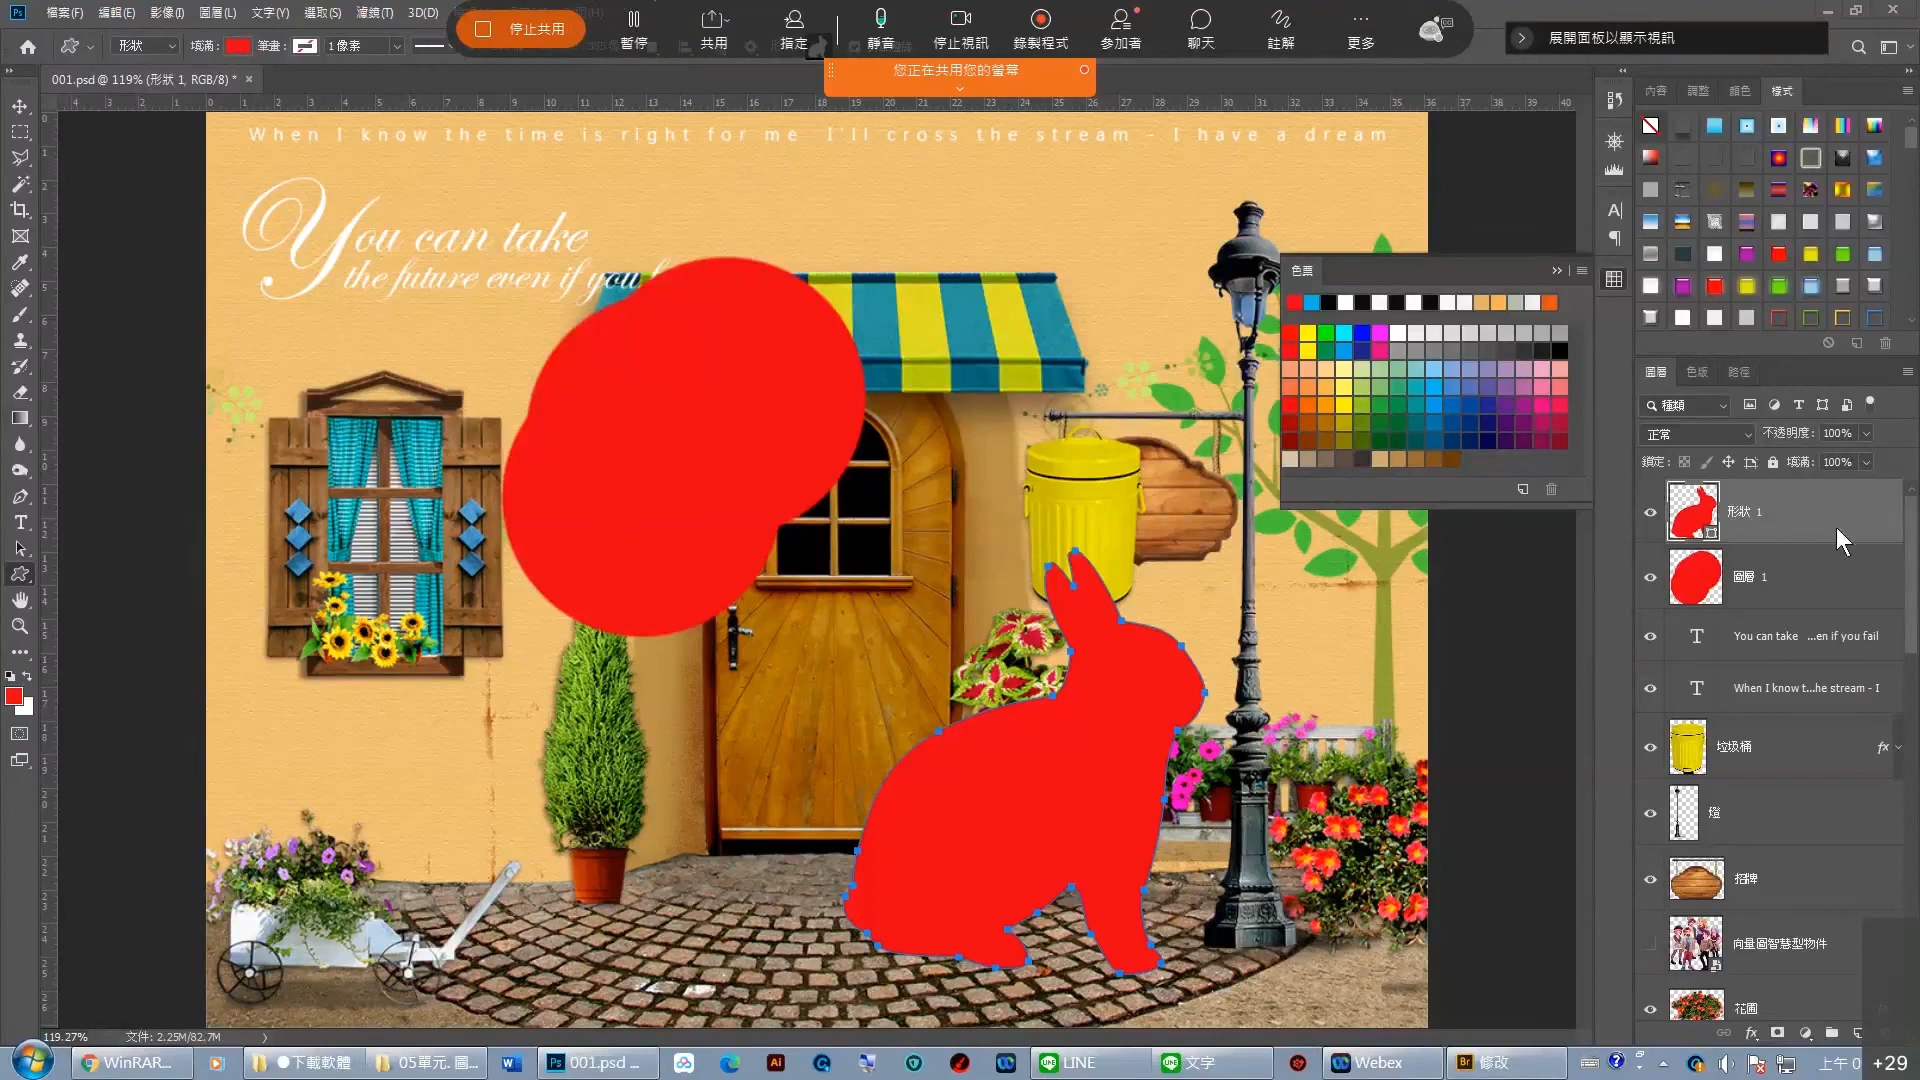 Ps 檔案(F) 編輯(E) 影像(I) 圖層(L) 文字(Y) 選取(S) 濾鏡(T) 3D(D)
形狀 填滿: 筆畫: 1 像素
停止共用 暫停 共用 指定 靜音 停止視訊 錄製程式 參加者 聊天 註解 更多
展開面板以顯示視訊
您正在共用您的螢幕
001.psd @ 119% (形狀 1, RGB/8) *
When I know the time is right for me I'll cross the stream - I have a dream
You can take
the future even if you f
色票
內容 調整 顏色 樣式
圖層 色版 路徑
種類
正常 不透明度: 100%
鎖定: 填滿: 100%
形狀 1
圖層 1
You can take ...en if you fail
When I know t...he stream - I
垃圾桶 fx
燈
招牌
向量圖智慧型物件
花圃
119.27% 文件: 2.25M/82.7M
WinRAR... ●下載軟體 05單元. 圖... 001.psd ... LINE 文字 Webex 修改 上午 0 +29